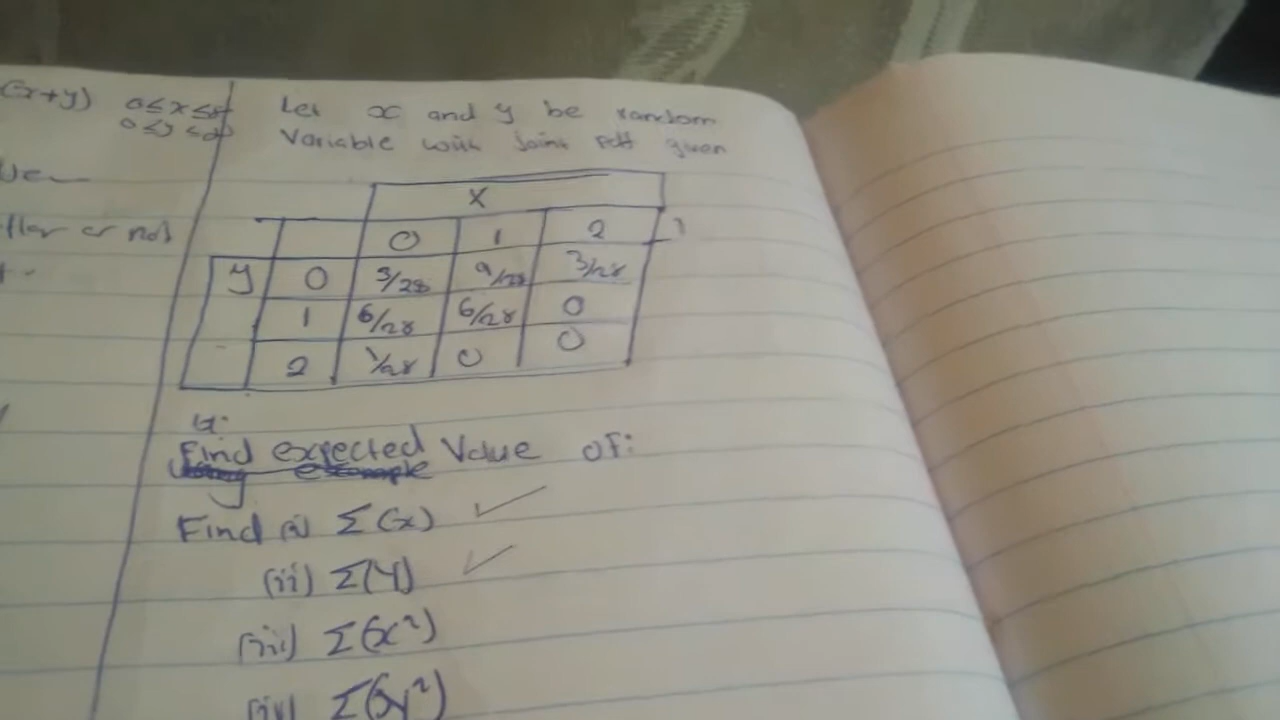 (x+y) 0≤x≤
0≤y≤
Let x and y be random
Variable with joint pdf given
X
0 1 2
y 0 3/28 9/28 3/28
1 6/28 6/28 0
2 1/28 0 0
Find expected Value of:
Find (i) Σ(x) ✓
(ii) Σ(Y) ✓
(iii) Σ(x²)
(iv) Σ(y²)